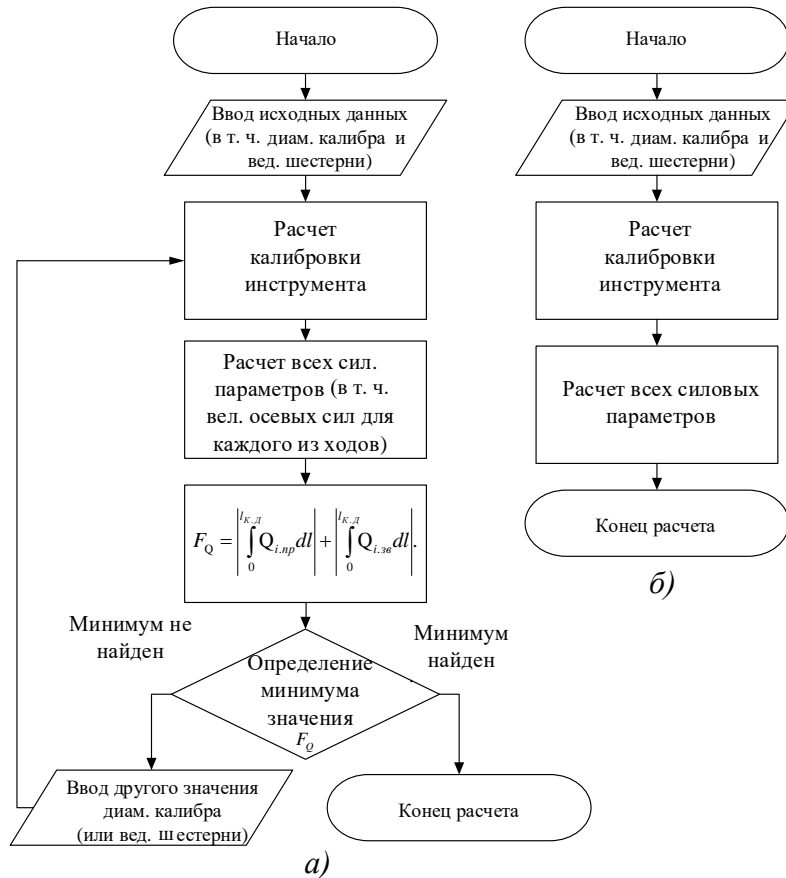 Начало
Ввод исходных данных
(в т. ч. диам. калибра и
вед. шестерни)
Расчет
калибровки
инструмента
Расчет всех сил.
параметров (в т. ч.
вел. осевых сил для
каждого из ходов)
F_Q = |∫_0^{l_{К.Д}} Q_{i.пр} dl| + |∫_0^{l_{К.Д}} Q_{i.зв} dl|.
Минимум не
найден
Минимум
найден
Определение
минимума
значения
F_Q
Ввод другого значения
диам. калибра
(или вед. шестерни)
Конец расчета
а)
Начало
Ввод исходных данных
(в т. ч. диам. калибра и
вед. шестерни)
Расчет
калибровки
инструмента
Расчет всех силовых
параметров
Конец расчета
б)